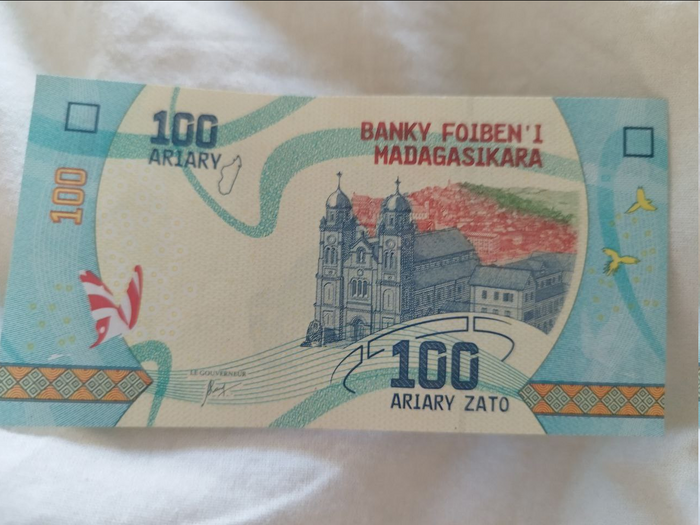 100
ARIARY
BANKY FOIBEN'I
MADAGASIKARA
100
LE GOUVERNEUR
100
ARIARY ZATO